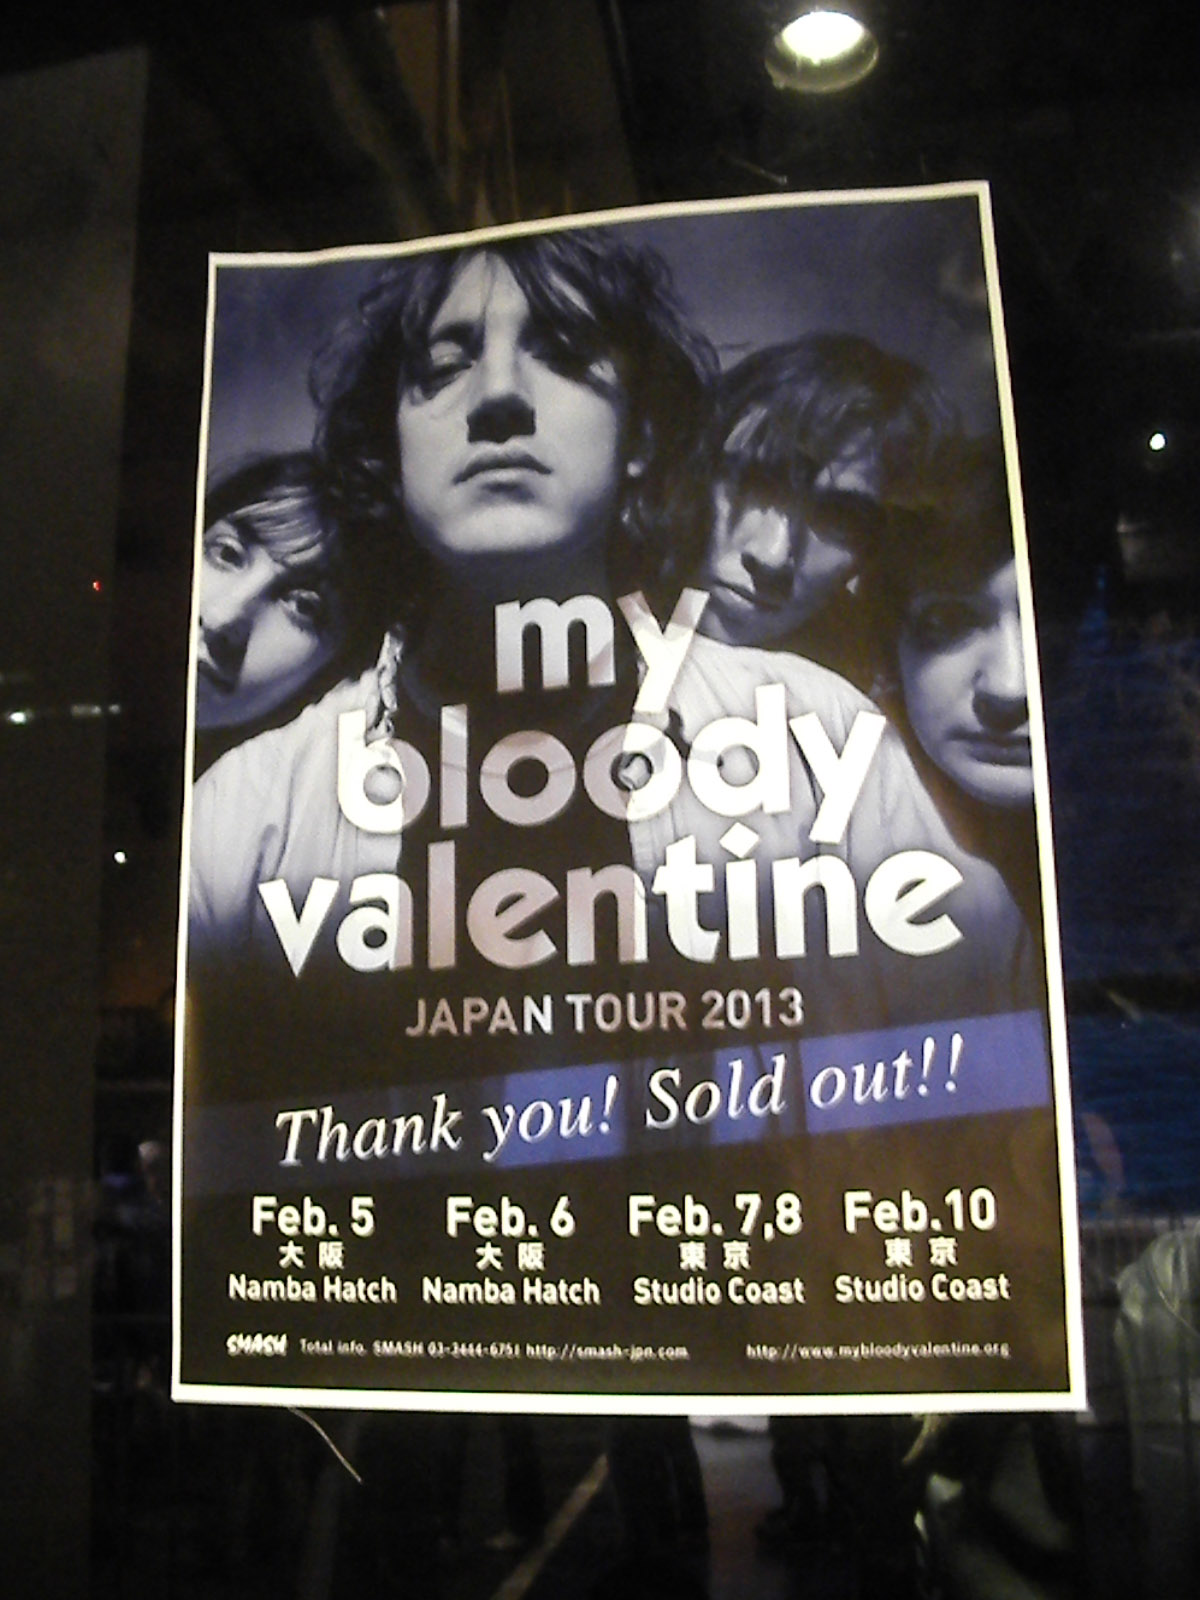 my
bloody
valentine
JAPAN TOUR 2013
Thank you! Sold out!!
Feb. 5 Feb. 6 Feb. 7,8 Feb.10
大阪 大阪 東京 東京
Namba Hatch Namba Hatch Studio Coast Studio Coast
SMASH Total info. SMASH 03-3444-6751 http://smash-jpn.com http://www.mybloodyvalentine.org